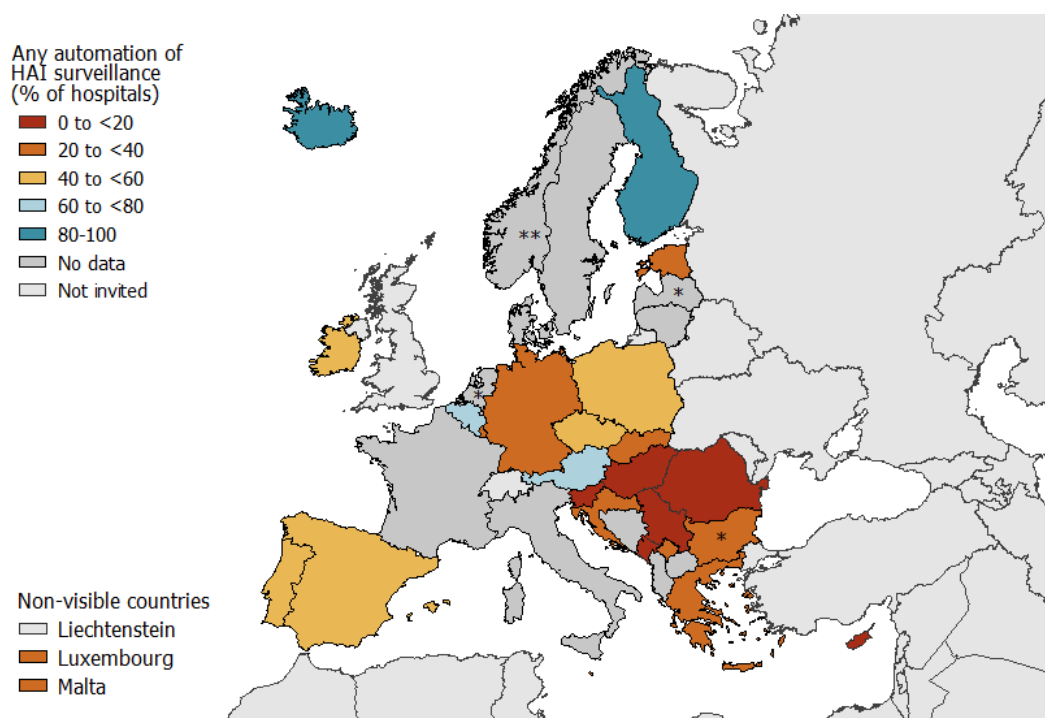 Any automation of
HAI surveillance
(% of hospitals)
0 to <20
20 to <40
40 to <60
60 to <80
80-100
No data
Not invited
**
*
*
*
Non-visible countries
Liechtenstein
Luxembourg
Malta